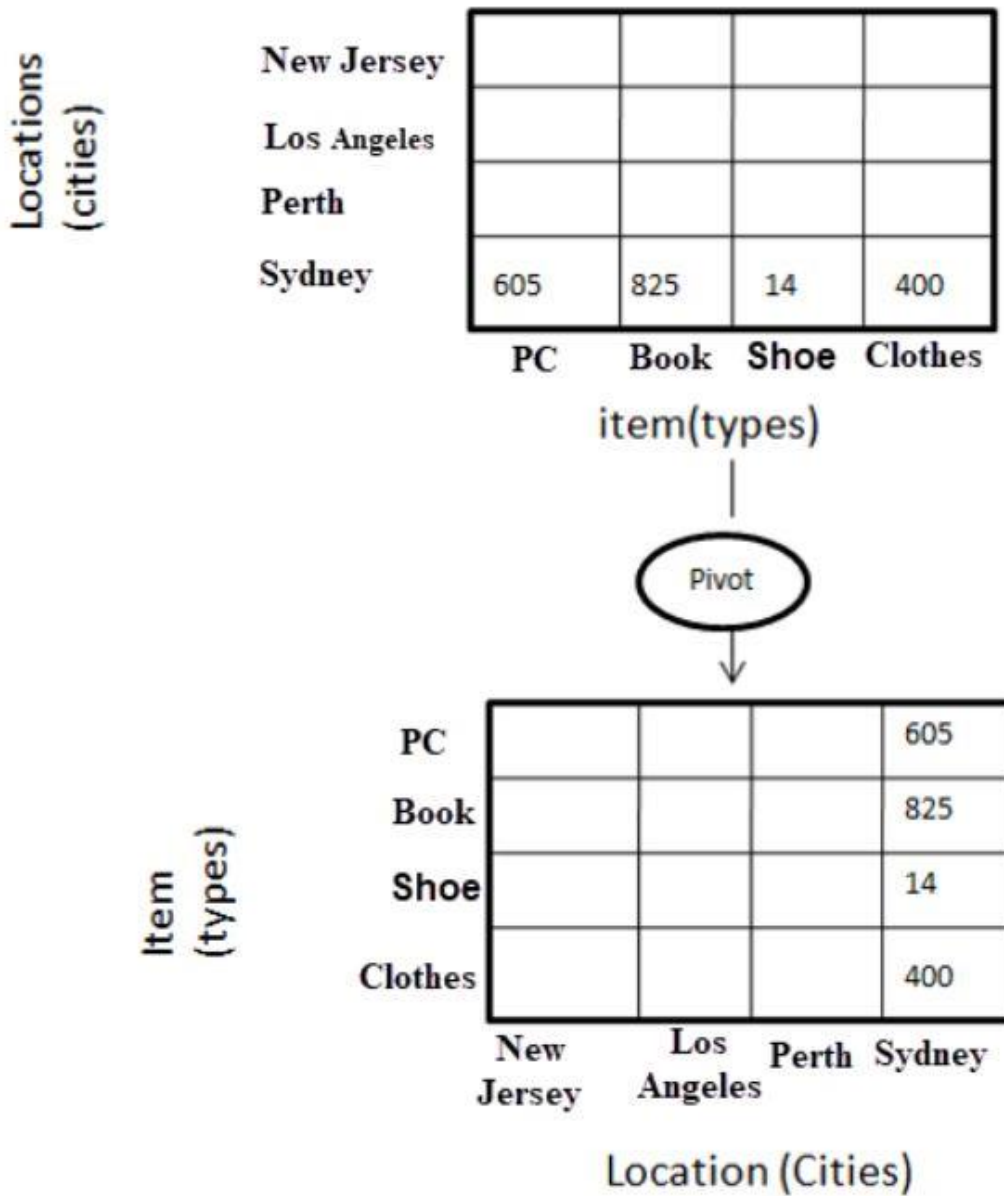 Locations
(cities)
New Jersey
Los Angeles
Perth
Sydney
605 825 14 400
PC Book Shoe Clothes
item(types)
Pivot
Item
(types)
PC 605
Book 825
Shoe 14
Clothes 400
New Los Perth Sydney
Jersey Angeles
Location (Cities)